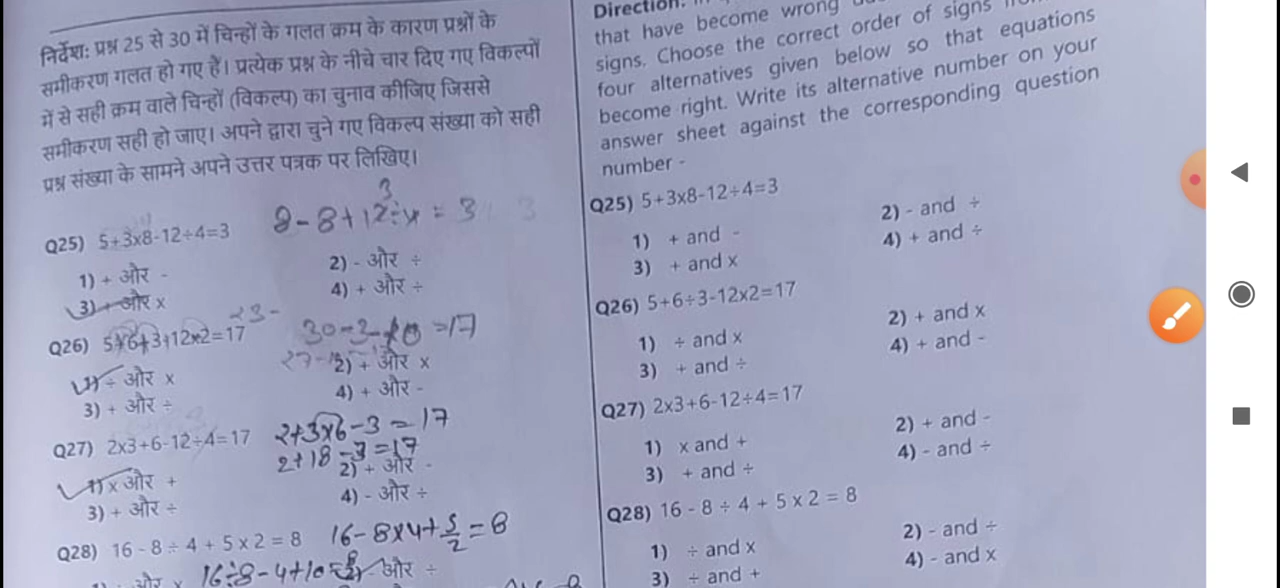 निर्देश: प्रश्न 25 से 30 में चिन्हों के गलत क्रम के कारण प्रश्नों के
समीकरण गलत हो गए हैं। प्रत्येक प्रश्न के नीचे चार दिए गए विकल्पों
में से सही क्रम वाले चिन्हों (विकल्प) का चुनाव कीजिए जिससे
समीकरण सही हो जाए। अपने द्वारा चुने गए विकल्प संख्या को सही
प्रश्न संख्या के सामने अपने उत्तर पत्रक पर लिखिए।
Q25) 5+3x8-12÷4=3
1) + और -
2) - और ÷
3) + और x
4) + और ÷
Q26) 5+6÷3-12x2=17
30-3-10=17
1) ÷ और x
2) + और x
3) + और ÷
4) + और -
Q27) 2x3+6-12÷4=17
2+3x6-3=17
2+18-3=17
1) x और +
2) + और -
3) + और ÷
4) - और ÷
Q28) 16 - 8 ÷ 4 + 5 x 2 = 8
16-8x4+5/2=8
16÷8-4+10=8
और x
और ÷
Direction:
that have become wrong
signs. Choose the correct order of signs
four alternatives given below so that equations
become right. Write its alternative number on your
answer sheet against the corresponding question
number -
Q25) 5+3x8-12÷4=3
1) + and -
2) - and ÷
3) + and x
4) + and ÷
Q26) 5+6÷3-12x2=17
1) ÷ and x
2) + and x
3) + and ÷
4) + and -
Q27) 2x3+6-12÷4=17
1) x and +
2) + and -
3) + and ÷
4) - and ÷
Q28) 16 - 8 ÷ 4 + 5 x 2 = 8
1) ÷ and x
2) - and ÷
3) ÷ and +
4) - and x